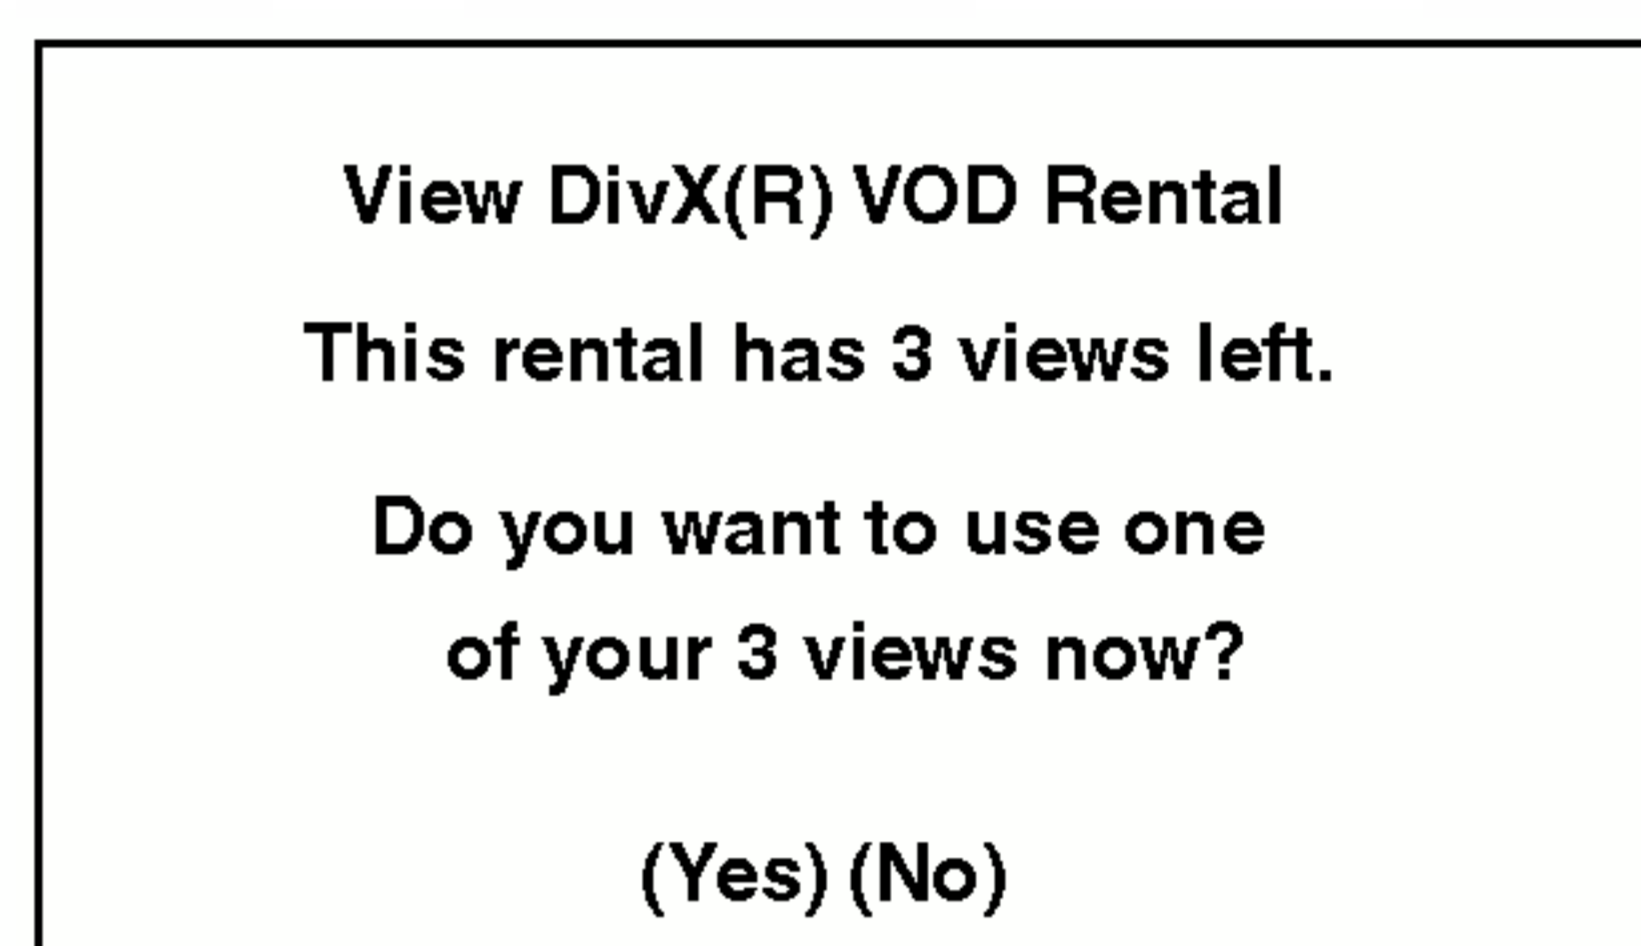 View DivX(R) VOD Rental
This rental has 3 views left.
Do you want to use one
of your 3 views now?
(Yes) (No)